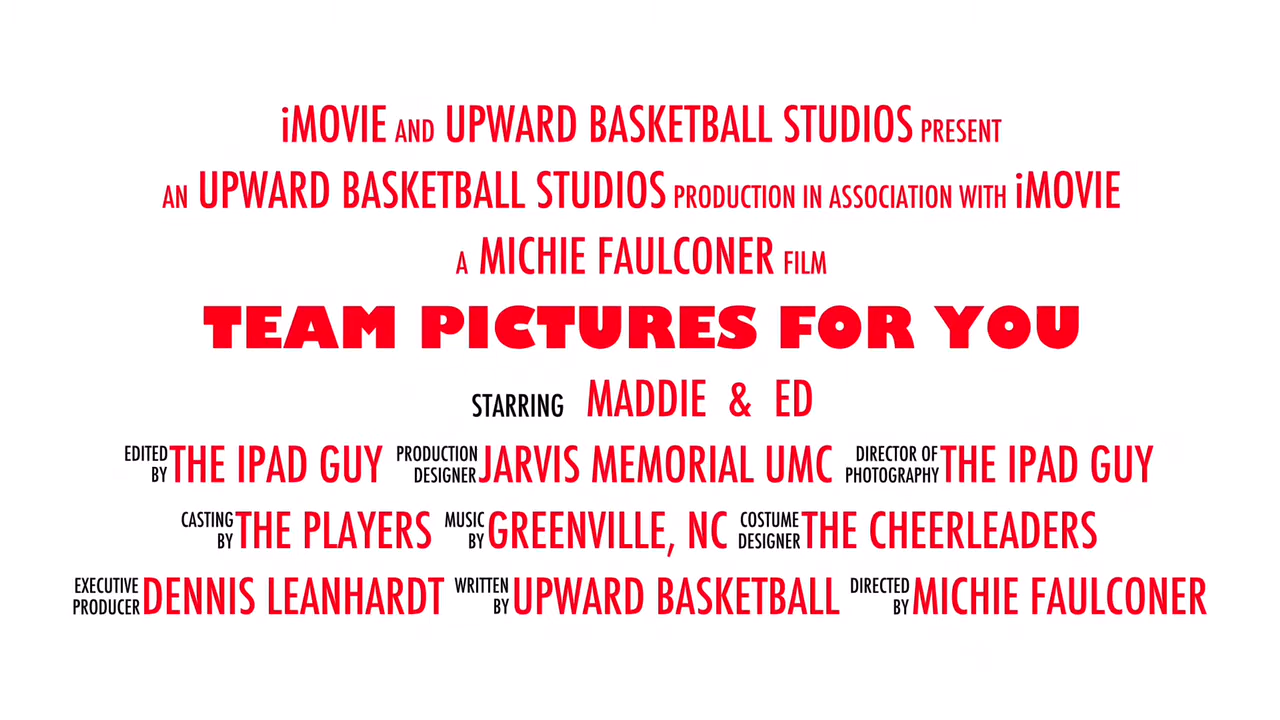 iMOVIE AND UPWARD BASKETBALL STUDIOS PRESENT
AN UPWARD BASKETBALL STUDIOS PRODUCTION IN ASSOCIATION WITH iMOVIE
A MICHIE FAULCONER FILM
TEAM PICTURES FOR YOU
STARRING MADDIE & ED
EDITED BY THE IPAD GUY PRODUCTION DESIGNER JARVIS MEMORIAL UMC DIRECTOR OF PHOTOGRAPHY THE IPAD GUY
CASTING BY THE PLAYERS MUSIC BY GREENVILLE, NC COSTUME DESIGNER THE CHEERLEADERS
EXECUTIVE PRODUCER DENNIS LEANHARDT WRITTEN BY UPWARD BASKETBALL DIRECTED BY MICHIE FAULCONER